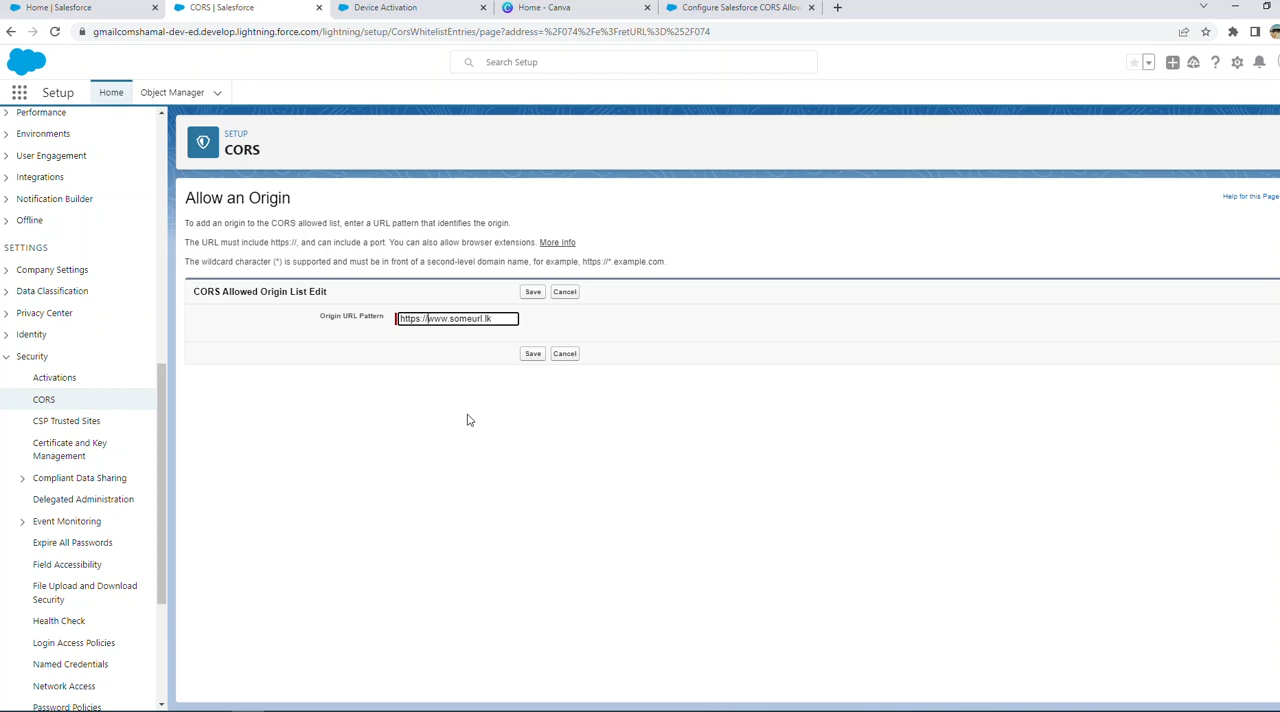 Home | Salesforce
CORS | Salesforce
Device Activation
Home - Canva
Configure Salesforce CORS Allow
gmailcomshamal-dev-ed.develop.lightning.force.com/lightning/setup/CorsWhitelistEntries/page?address=%2F074%2Fe%3FretURL%3D%252F074
Search Setup
Setup
Home
Object Manager
Performance
Environments
User Engagement
Integrations
Notification Builder
Offline
SETTINGS
Company Settings
Data Classification
Privacy Center
Identity
Security
Activations
CORS
CSP Trusted Sites
Certificate and Key
Management
Compliant Data Sharing
Delegated Administration
Event Monitoring
Expire All Passwords
Field Accessibility
File Upload and Download
Security
Health Check
Login Access Policies
Named Credentials
Network Access
Password Policies
SETUP
CORS
Allow an Origin
Help for this Page
To add an origin to the CORS allowed list, enter a URL pattern that identifies the origin.
The URL must include https://, and can include a port. You can also allow browser extensions. More Info
The wildcard character (*) is supported and must be in front of a second-level domain name, for example, https://*.example.com.
CORS Allowed Origin List Edit
Save Cancel
Origin URL Pattern
https://www.someurl.lk
Save Cancel